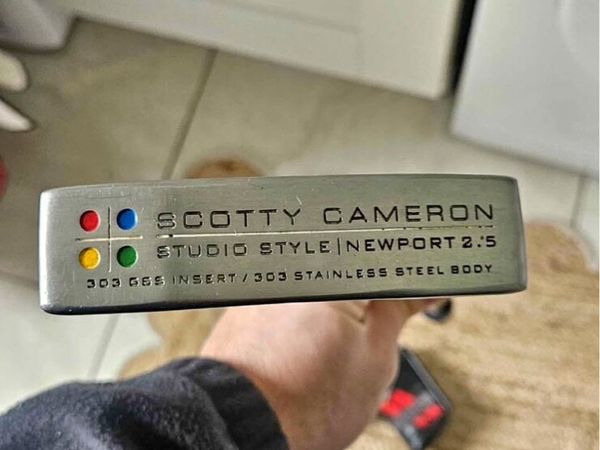 SCOTTY CAMERON
STUDIO STYLE | NEWPORT 2.5
303 GSS INSERT / 303 STAINLESS STEEL BODY